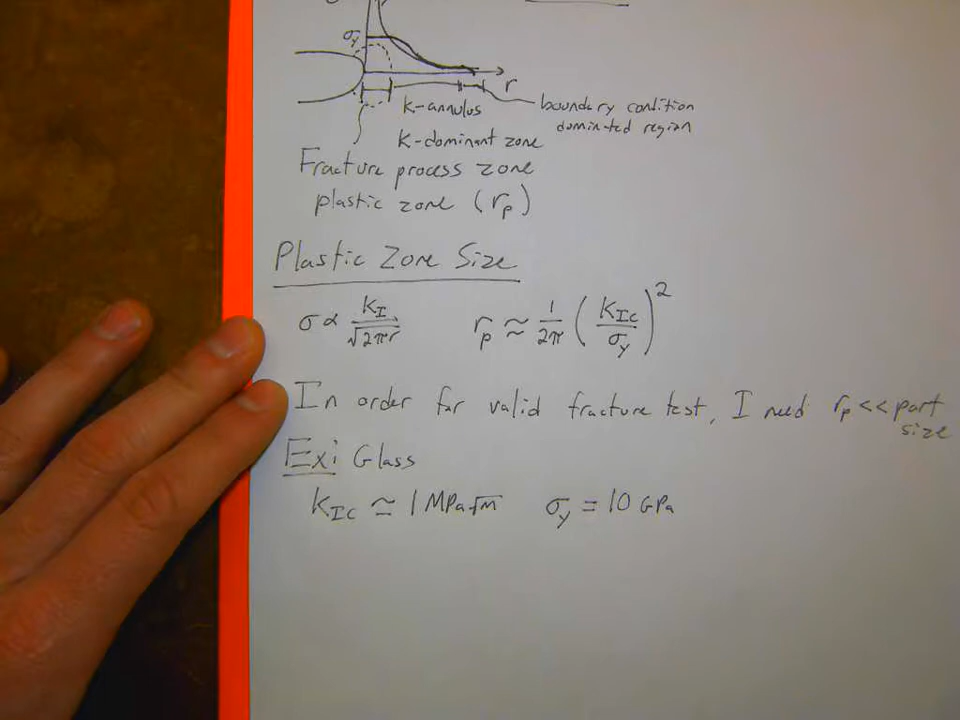 σy
r
K-annulus
boundary condition
dominated region
K-dominant zone
Fracture process zone
plastic zone (rp)
Plastic Zone Size
σ ∝ KI/√2πr rp ≈ 1/2π (KIc/σy)²
In order for valid fracture test, I need rp << part
size
Ex: Glass
KIc ≃ 1 MPa√m σy = 10 GPa